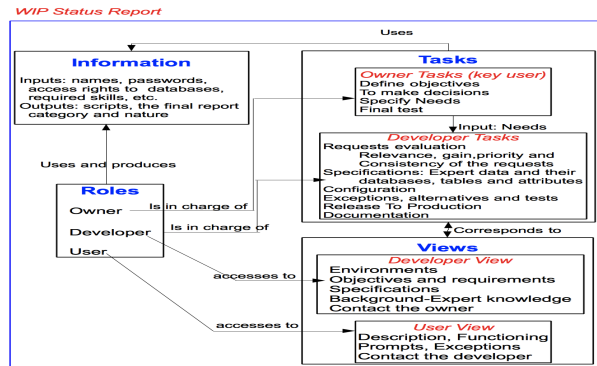 WIP Status Report
Uses
Information
Inputs: names, passwords,
access rights to databases,
required skills, etc.
Outputs: scripts, the final report
category and nature
Uses and produces
Roles
Owner
Developer
User
Is in charge of
Is in charge of
accesses to
accesses to
Tasks
Owner Tasks (key user)
Define objectives
To make decisions
Specify Needs
Final test
Input: Needs
Developer Tasks
Requests evaluation
Relevance, gain,priority and
Consistency of the requests
Specifications: Expert data and their
databases, tables and attributes
Configuration
Exceptions, alternatives and tests
Release To Production
Documentation
Corresponds to
Views
Developer View
Environments
Objectives and requirements
Specifications
Background-Expert knowledge
Contact the owner
User View
Description, Functioning
Prompts, Exceptions
Contact the developer